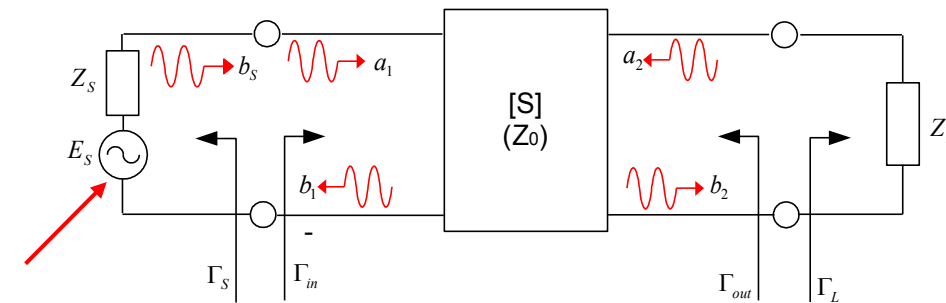 Z_S
E_S
b_S
a_1
b_1
-
Γ_S
Γ_in
[S]
(Z0)
a_2
b_2
Γ_out
Γ_L
Z